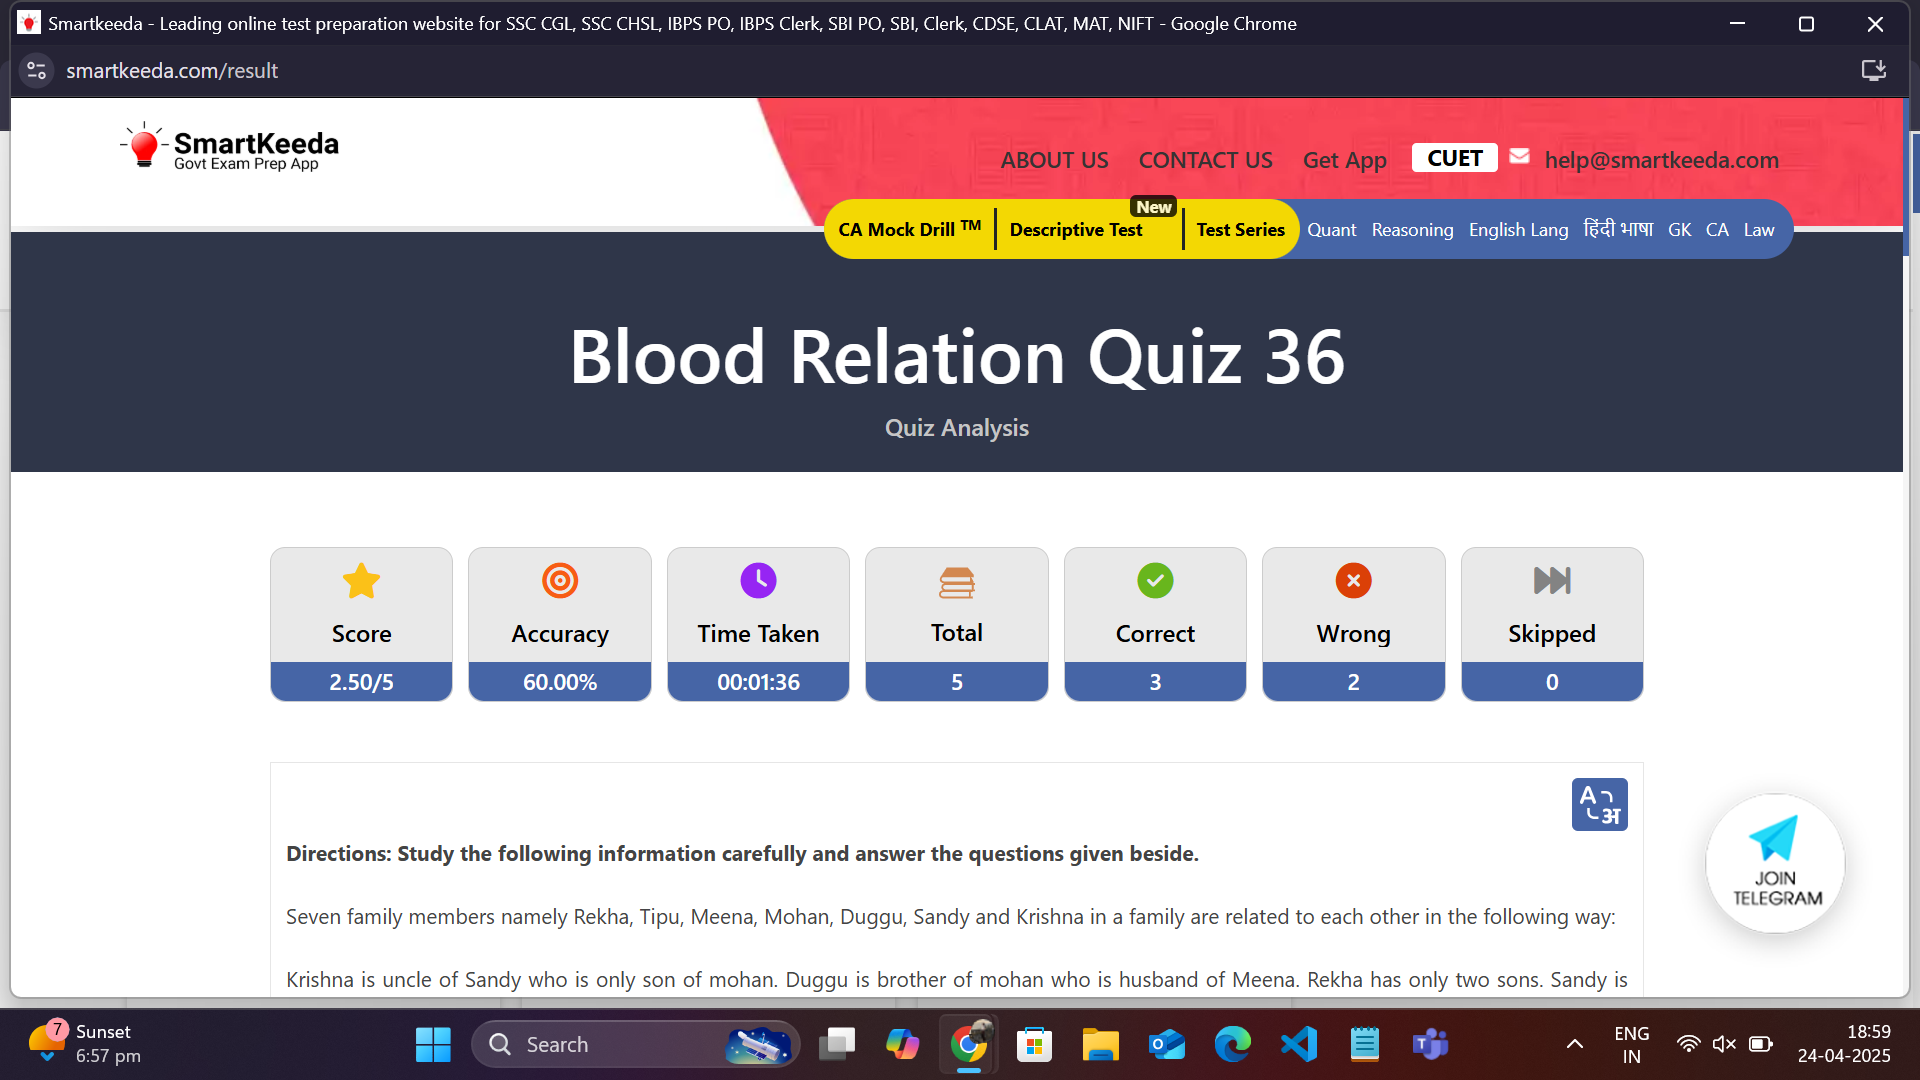 Smartkeeda - Leading online test preparation website for SSC CGL, SSC CHSL, IBPS PO, IBPS Clerk, SBI PO, SBI, Clerk, CDSE, CLAT, MAT, NIFT - Google Chrome
smartkeeda.com/result
SmartKeeda
Govt Exam Prep App
ABOUT US CONTACT US Get App CUET help@smartkeeda.com
New
CA Mock Drill TM Descriptive Test Test Series Quant Reasoning English Lang हिंदी भाषा GK CA Law
Blood Relation Quiz 36
Quiz Analysis
Score Accuracy Time Taken Total Correct Wrong Skipped
2.50/5 60.00% 00:01:36 5 3 2 0
A अ
Directions: Study the following information carefully and answer the questions given beside.
Seven family members namely Rekha, Tipu, Meena, Mohan, Duggu, Sandy and Krishna in a family are related to each other in the following way:
Krishna is uncle of Sandy who is only son of mohan. Duggu is brother of mohan who is husband of Meena. Rekha has only two sons. Sandy is
JOIN
TELEGRAM
7
Sunset
6:57 pm
Search
ENG
IN
18:59
24-04-2025